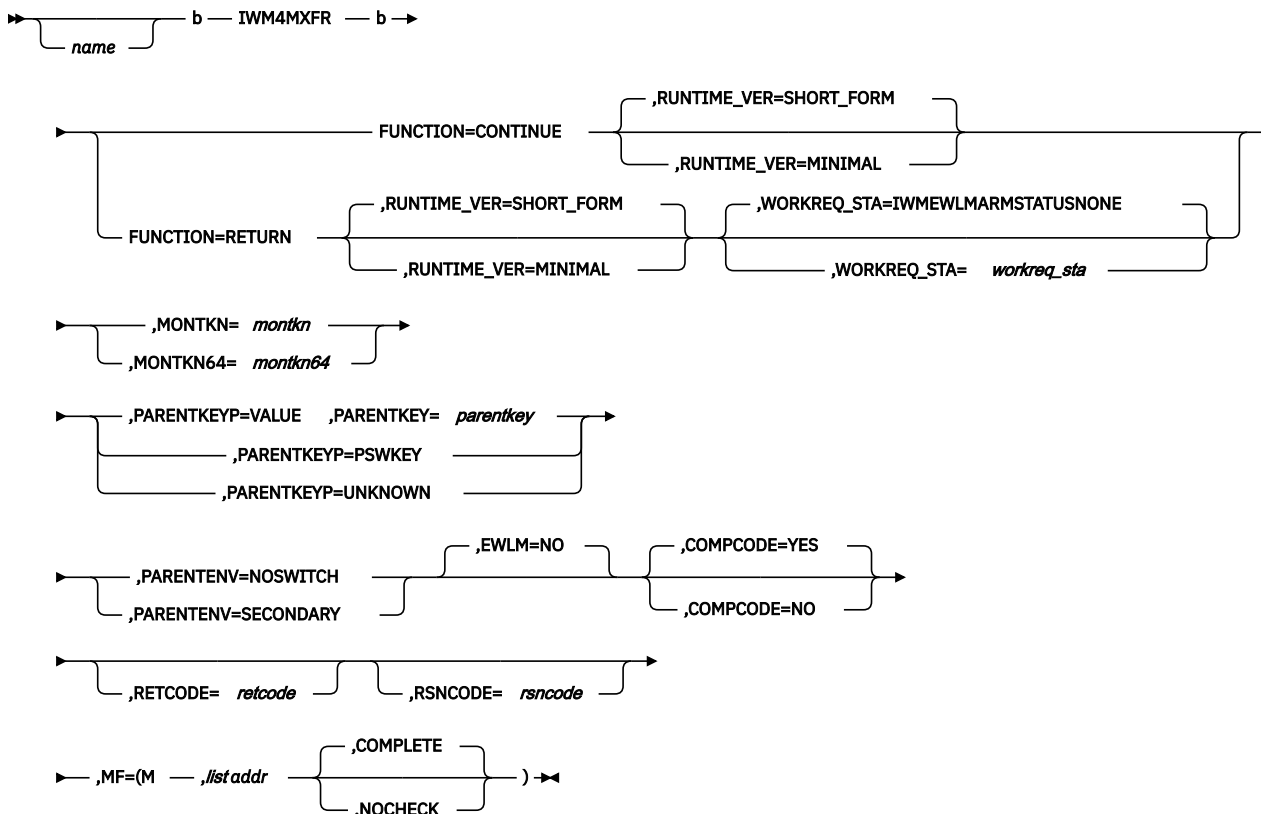 b IWM4MXFR b
name
,RUNTIME_VER=SHORT_FORM
FUNCTION=CONTINUE
,RUNTIME_VER=MINIMAL
,RUNTIME_VER=SHORT_FORM ,WORKREQ_STA=IWMEWLMARMSTATUSNONE
FUNCTION=RETURN
,RUNTIME_VER=MINIMAL ,WORKREQ_STA= workreq_sta
,MONTKN= montkn
,MONTKN64= montkn64
,PARENTKEYP=VALUE ,PARENTKEY= parentkey
,PARENTKEYP=PSWKEY
,PARENTKEYP=UNKNOWN
,EWLM=NO ,COMPCODE=YES
,PARENTENV=NOSWITCH
,PARENTENV=SECONDARY ,COMPCODE=NO
,RETCODE= retcode ,RSNCODE= rsncode
,COMPLETE
,MF=(M ,list addr )
,NOCHECK